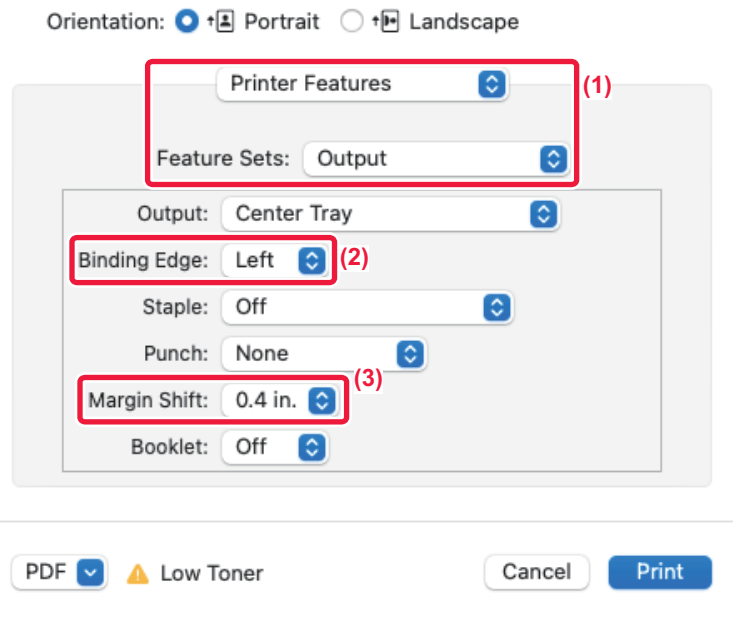 Orientation: Portrait Landscape
Printer Features (1)
Feature Sets: Output
Output: Center Tray
Binding Edge: Left (2)
Staple: Off
Punch: None
(3)
Margin Shift: 0.4 in.
Booklet: Off
PDF Low Toner Cancel Print